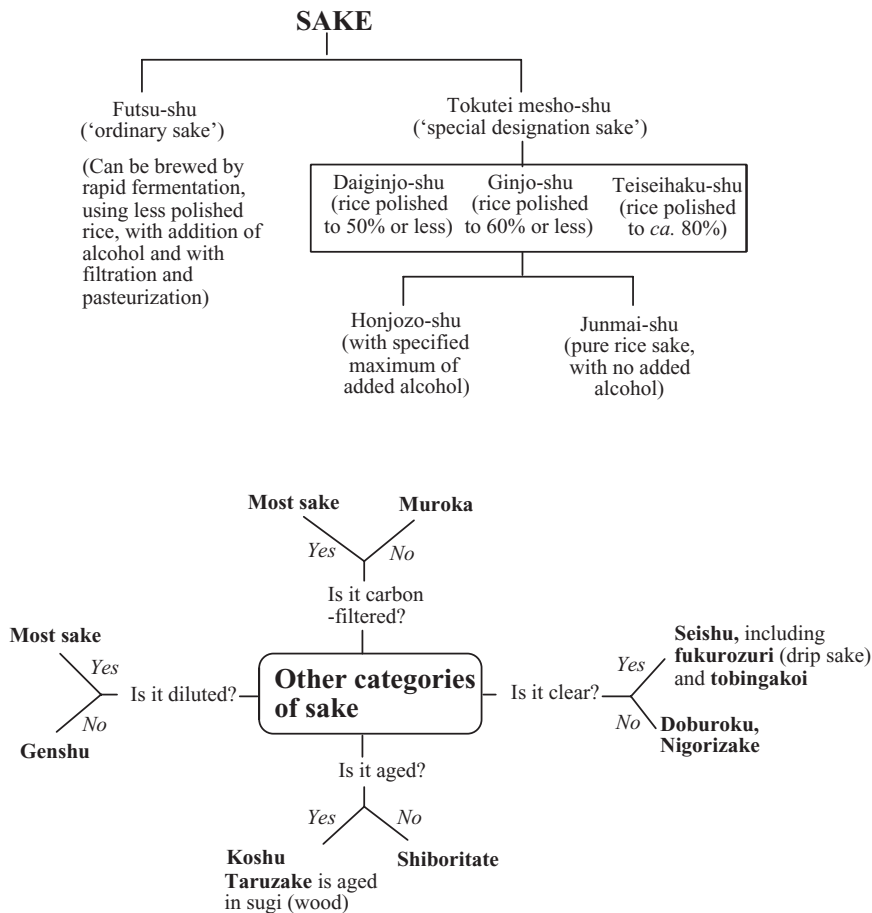 SAKE
Futsu-shu
(‘ordinary sake’)
(Can be brewed by
rapid fermentation,
using less polished
rice, with addition of
alcohol and with
filtration and
pasteurization)
Tokutei mesho-shu
(‘special designation sake’)
Daiginjo-shu
(rice polished
to 50% or less)
Ginjo-shu
(rice polished
to 60% or less)
Teiseihaku-shu
(rice polished
to ca. 80%)
Honjozo-shu
(with specified
maximum of
added alcohol)
Junmai-shu
(pure rice sake,
with no added
alcohol)
Most sake
Muroka
Yes
No
Is it carbon
-filtered?
Most sake
Yes
Is it diluted?
No
Genshu
Other categories
of sake
Is it clear?
Yes
Seishu, including
fukurozuri (drip sake)
and tobingakoi
No
Doburoku,
Nigorizake
Is it aged?
Yes
No
Koshu
Taruzake is aged
in sugi (wood)
Shiboritate